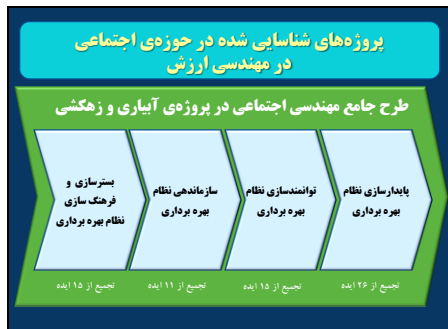 پروژه‌های شناسایی شده در حوزه‌ی اجتماعی
در مهندسی ارزش
طرح جامع مهندسی اجتماعی در پروژه‌ی آبیاری و زهکشی
پایدارسازی نظام
بهره برداری
توانمندسازی نظام
بهره برداری
سازماندهی نظام
بهره برداری
بسترسازی و
فرهنگ سازی
نظام بهره برداری
تجمیع از ۲۶ ایده
تجمیع از ۱۵ ایده
تجمیع از ۱۱ ایده
تجمیع از ۱۵ ایده